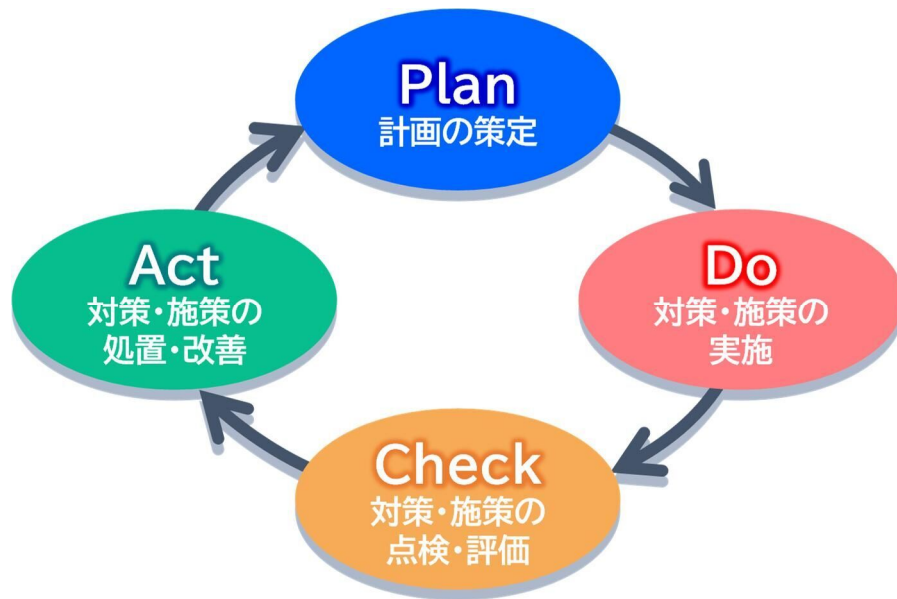 Plan
計画の策定
Do
対策・施策の
実施
Check
対策・施策の
点検・評価
Act
対策・施策の
処置・改善